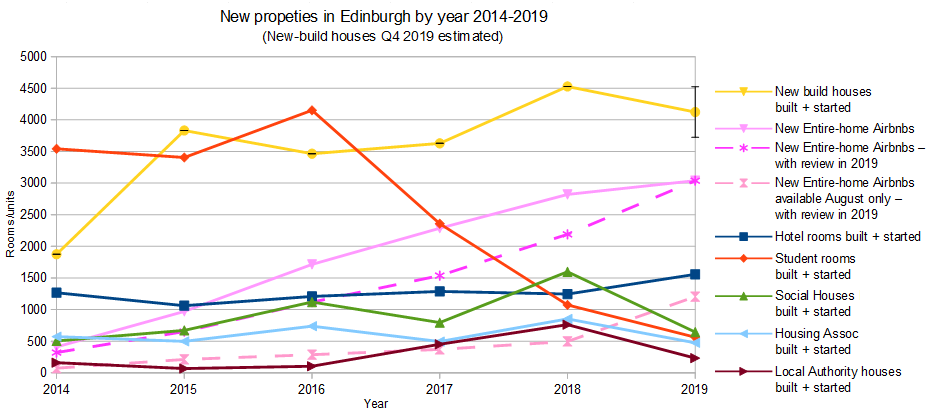 New propeties in Edinburgh by year 2014-2019
(New-build houses Q4 2019 estimated)
5000
4500
4000
3500
3000
2500
2000
1500
1000
500
0
Rooms/units
2014 2015 2016 2017 2018 2019
Year
New build houses
built + started
New Entire-home Airbnbs
New Entire-home Airbnbs –
with review in 2019
New Entire-home Airbnbs
available August only –
with review in 2019
Hotel rooms built + started
Student rooms
built + started
Social Houses
built + started
Housing Assoc
built + started
Local Authority houses
built + started